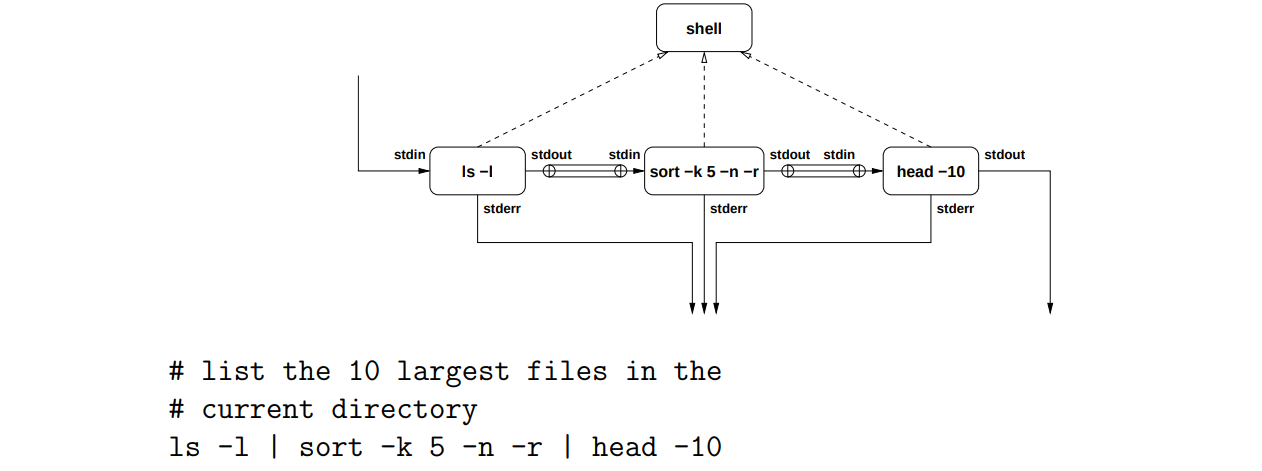 shell
stdin
stdout
stdin
stdout
stdin
stdout
ls −l
sort −k 5 −n −r
head −10
stderr
stderr
stderr
# list the 10 largest files in the
# current directory
ls -l | sort -k 5 -n -r | head -10